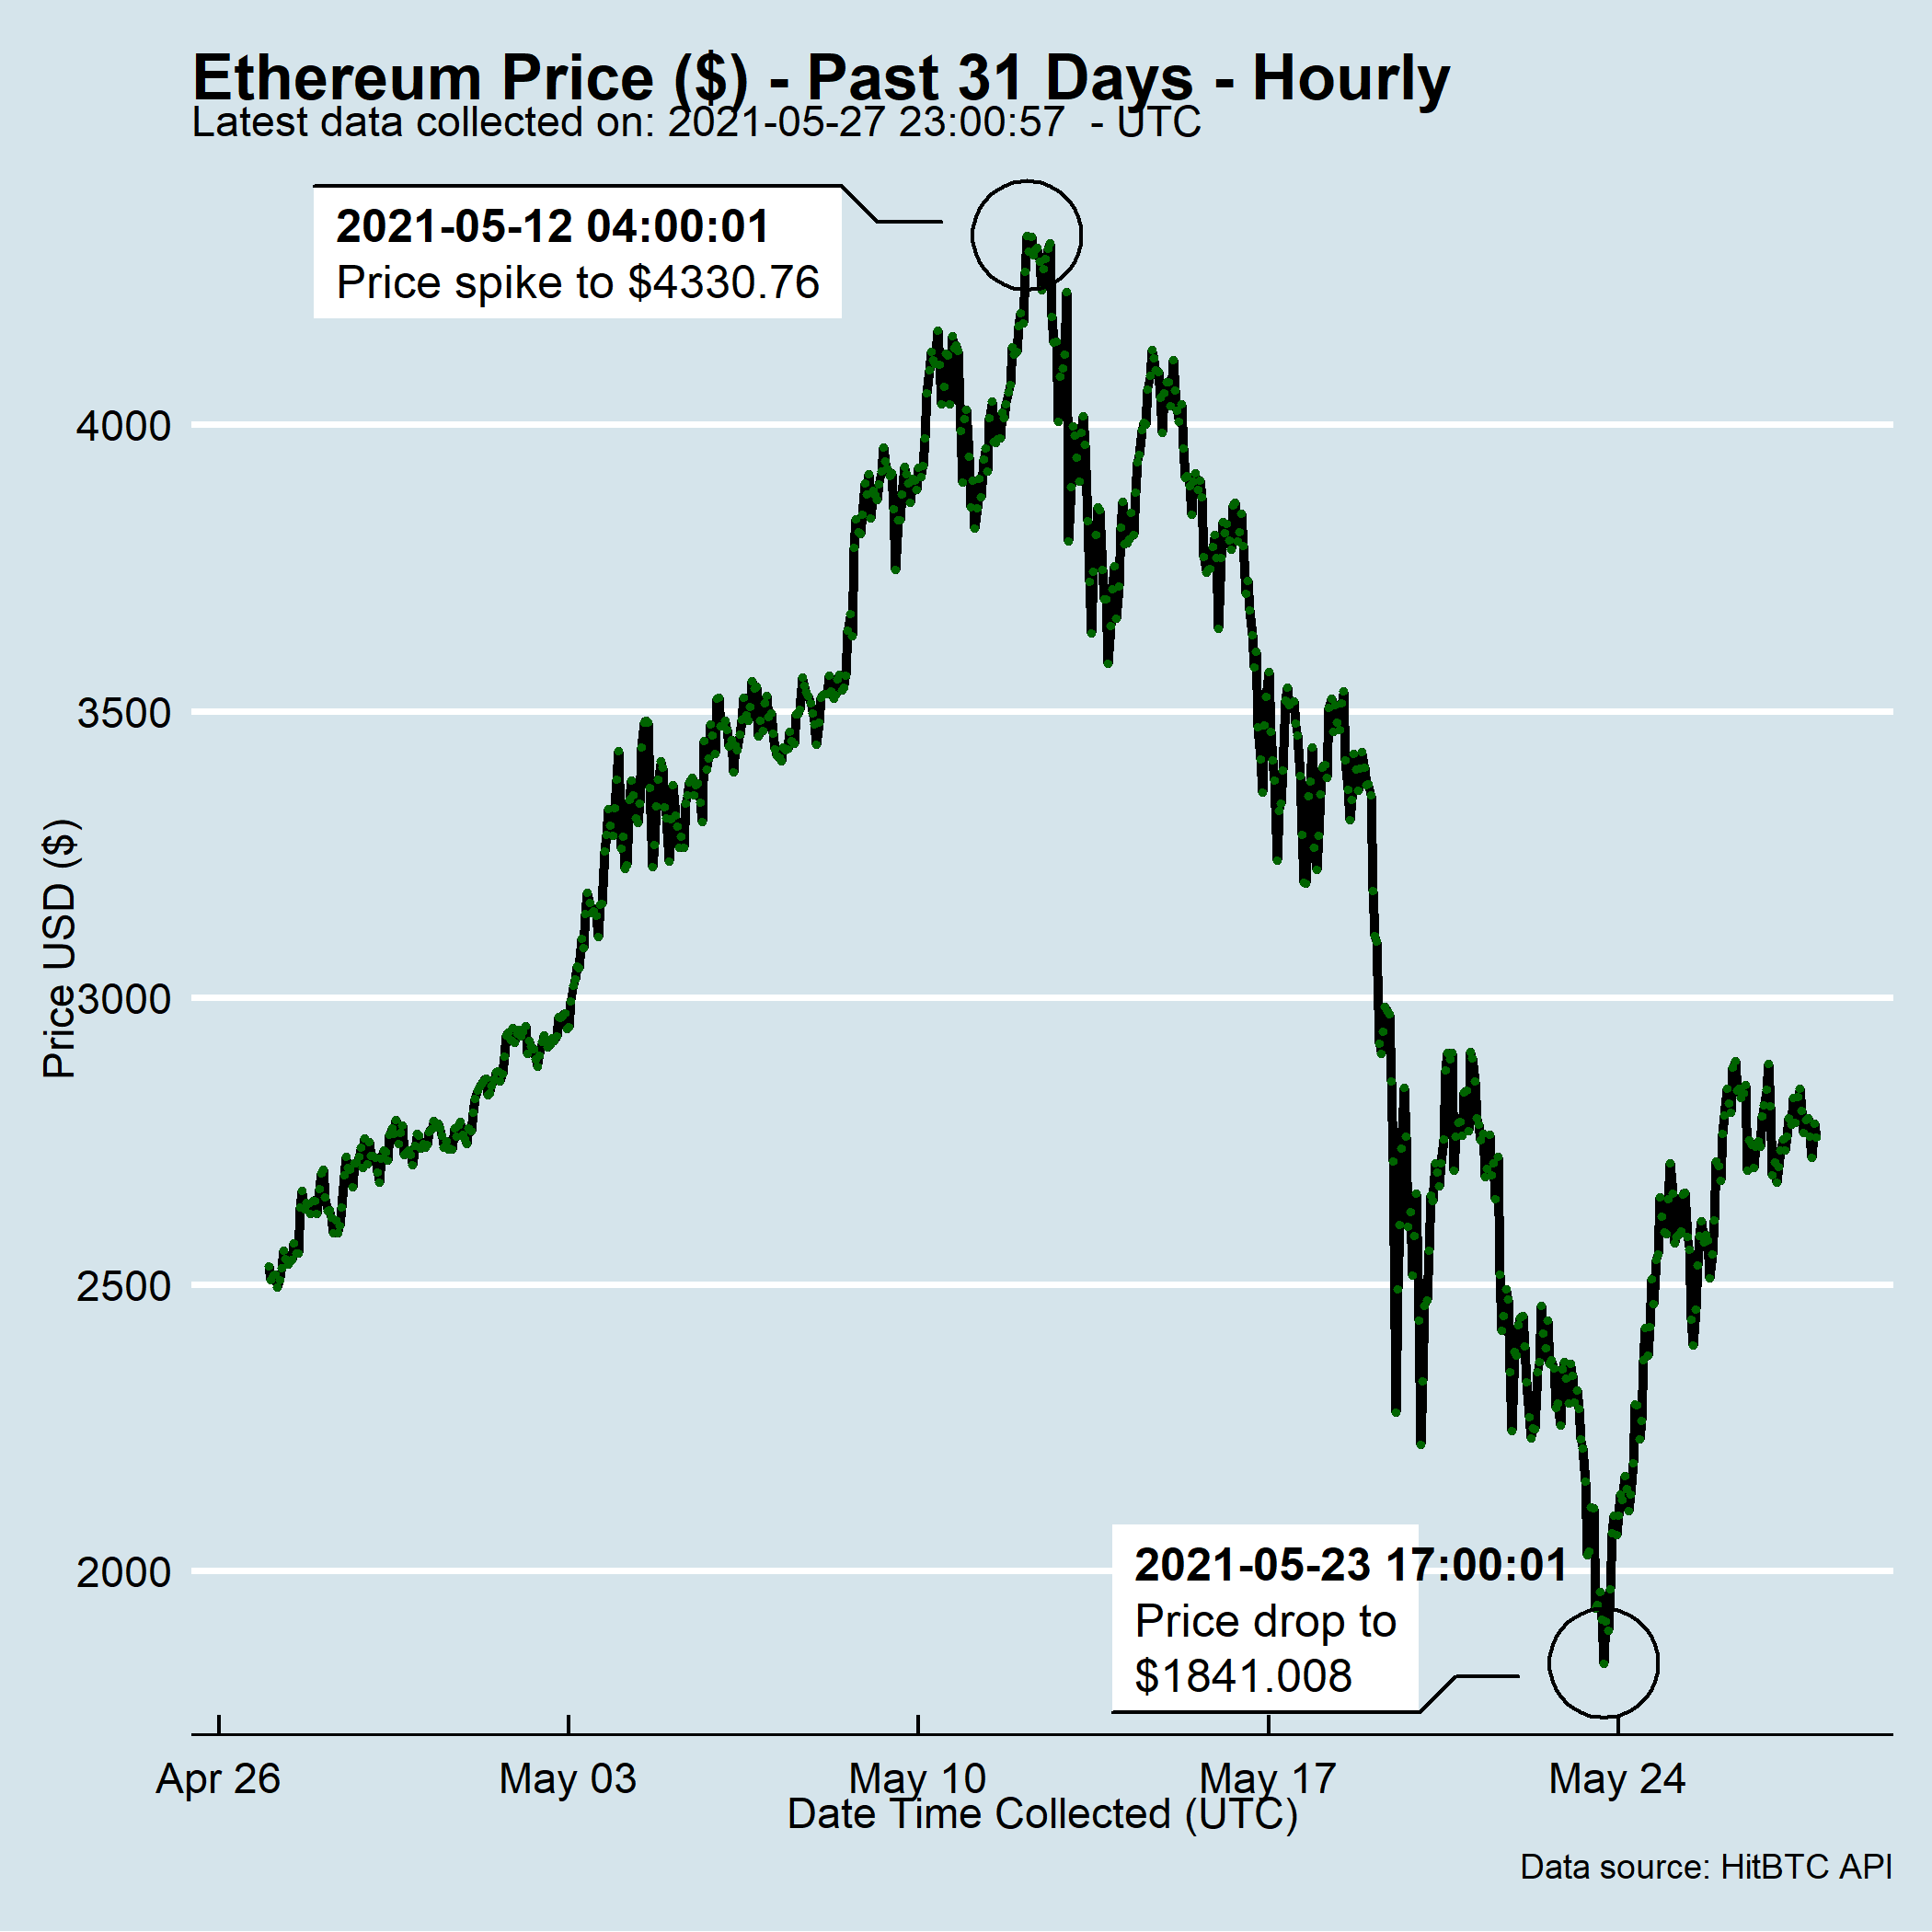 Ethereum Price ($) - Past 31 Days - Hourly
Latest data collected on: 2021-05-27 23:00:57  - UTC
2021-05-12 04:00:01
Price spike to $4330.76
4000
3500
3000
2500
2000
Price USD ($)
2021-05-23 17:00:01
Price drop to
$1841.008
Apr 26
May 03
May 10
May 17
May 24
Date Time Collected (UTC)
Data source: HitBTC API